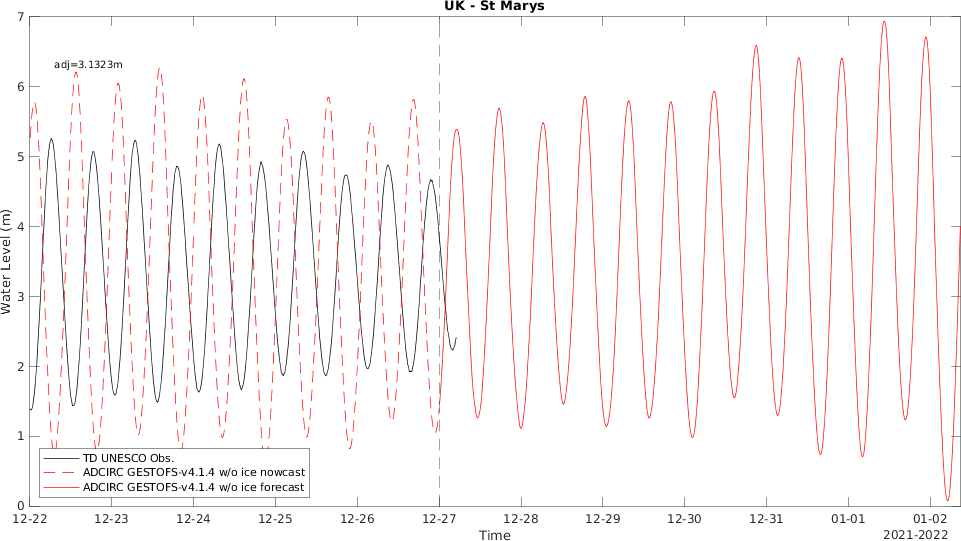 UK - St Marys
7
adj=3.1323m
6
5
4
3
2
1
0
Water Level (m)
TD UNESCO Obs.
ADCIRC GESTOFS-v4.1.4 w/o ice nowcast
ADCIRC GESTOFS-v4.1.4 w/o ice forecast
12-22 12-23 12-24 12-25 12-26 12-27 12-28 12-29 12-30 12-31 01-01 01-02
Time
2021-2022